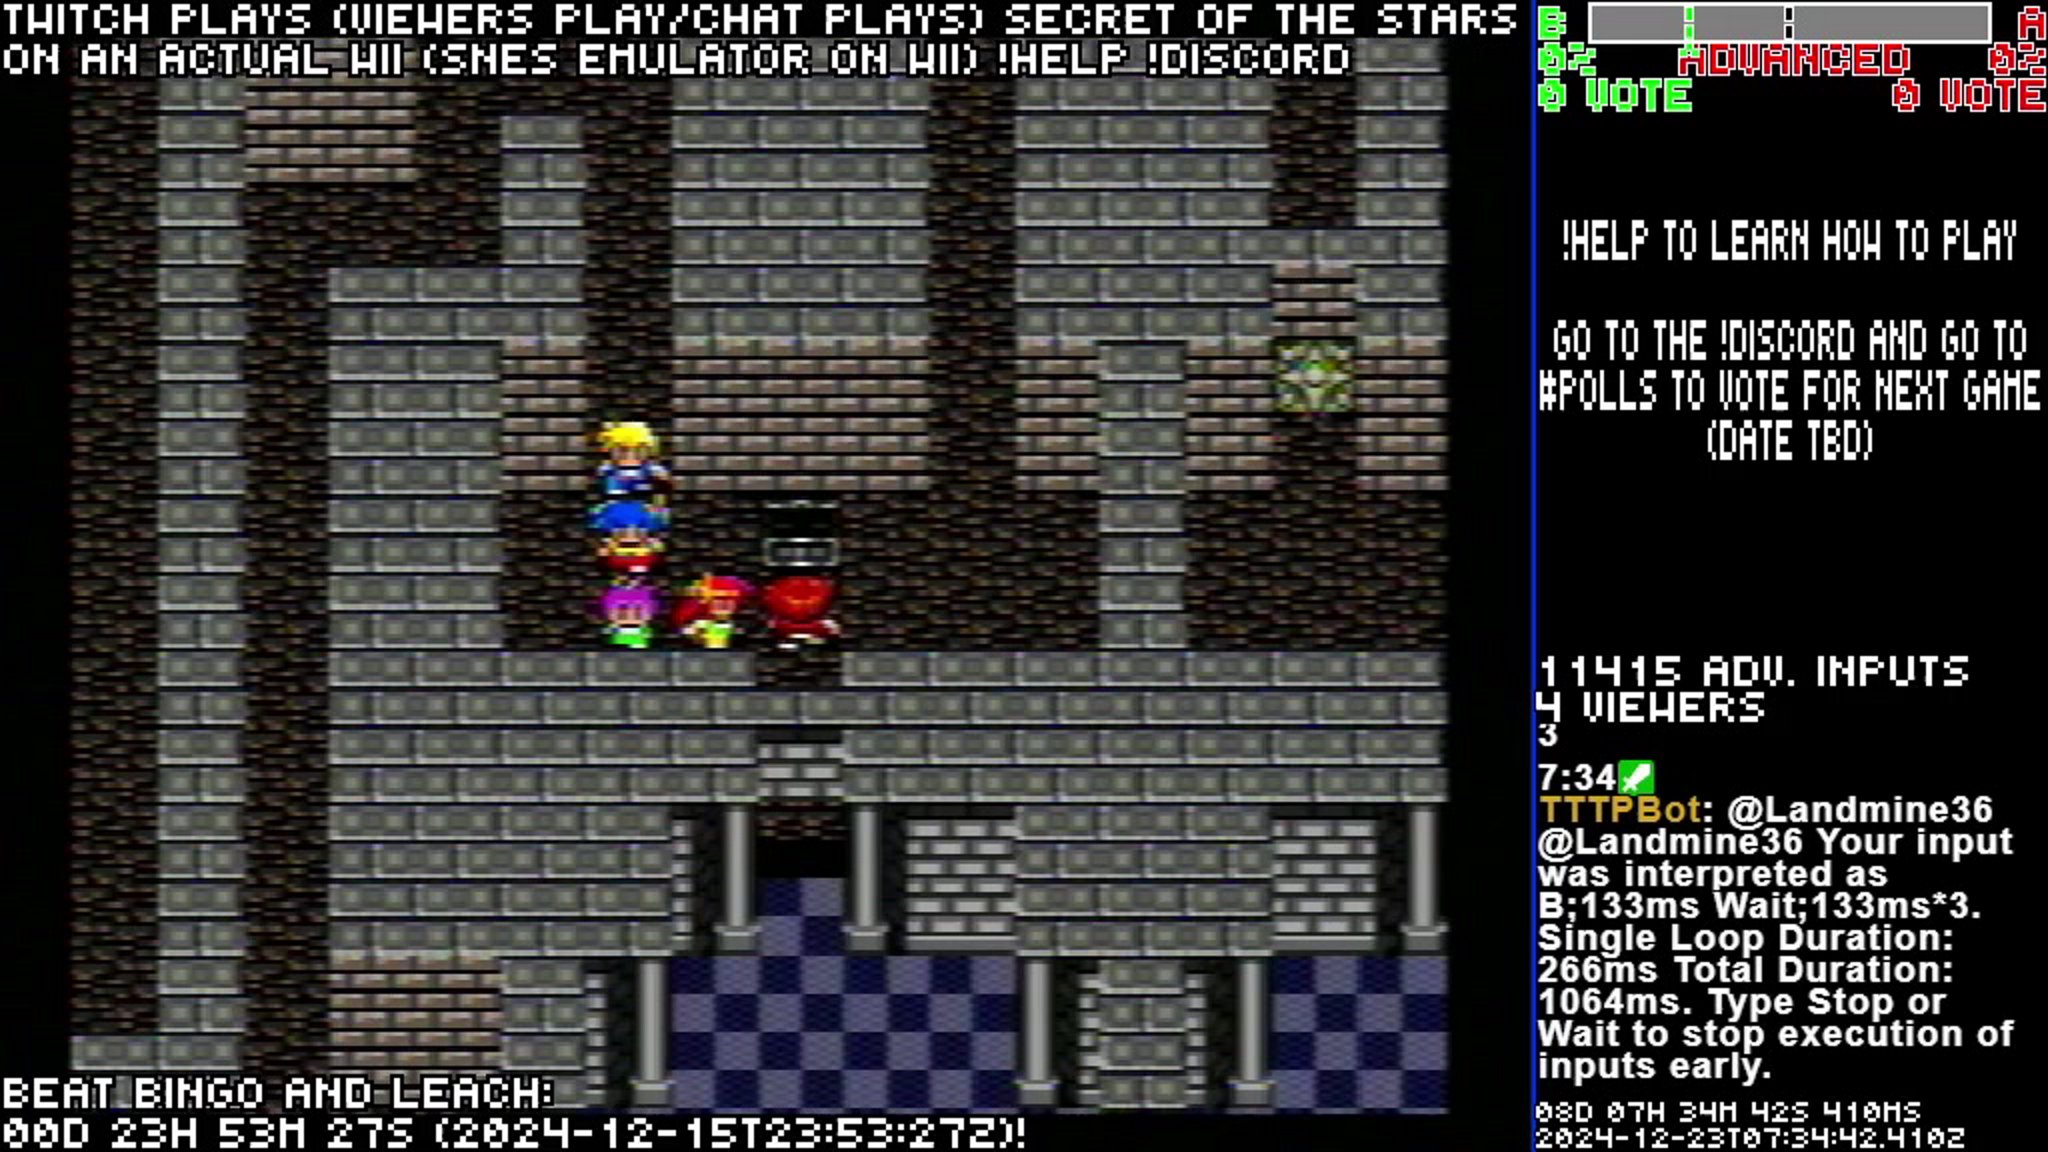 TWITCH PLAYS (VIEWERS PLAY/CHAT PLAYS) SECRET OF THE STARS
ON AN ACTUAL WII (SNES EMULATOR ON WII) !HELP !DISCORD
B A
0% ADVANCED 0%
0 VOTE 0 VOTE
!HELP TO LEARN HOW TO PLAY
GO TO THE !DISCORD AND GO TO
#POLLS TO VOTE FOR NEXT GAME
(DATE TBD)
11415 ADV. INPUTS
4 VIEWERS
3
7:34
TTTPBot: @Landmine36
@Landmine36 Your input
was interpreted as
B;133ms Wait;133ms*3.
Single Loop Duration:
266ms Total Duration:
1064ms. Type Stop or
Wait to stop execution of
inputs early.
08D 07H 34M 42S 410MS
2024-12-23T07:34:42.410Z
BEAT BINGO AND LEACH:
00D 23H 53M 27S (2024-12-15T23:53:27Z)!